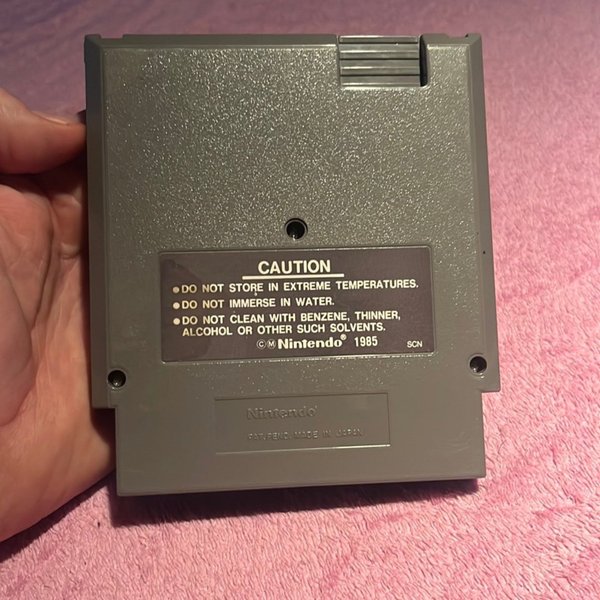 CAUTION
●DO NOT STORE IN EXTREME TEMPERATURES.
●DO NOT IMMERSE IN WATER.
●DO NOT CLEAN WITH BENZENE, THINNER,
ALCOHOL OR OTHER SUCH SOLVENTS.
©Ⓜ Nintendo® 1985 SCN
Nintendo®
PAT. PEND. MADE IN JAPAN